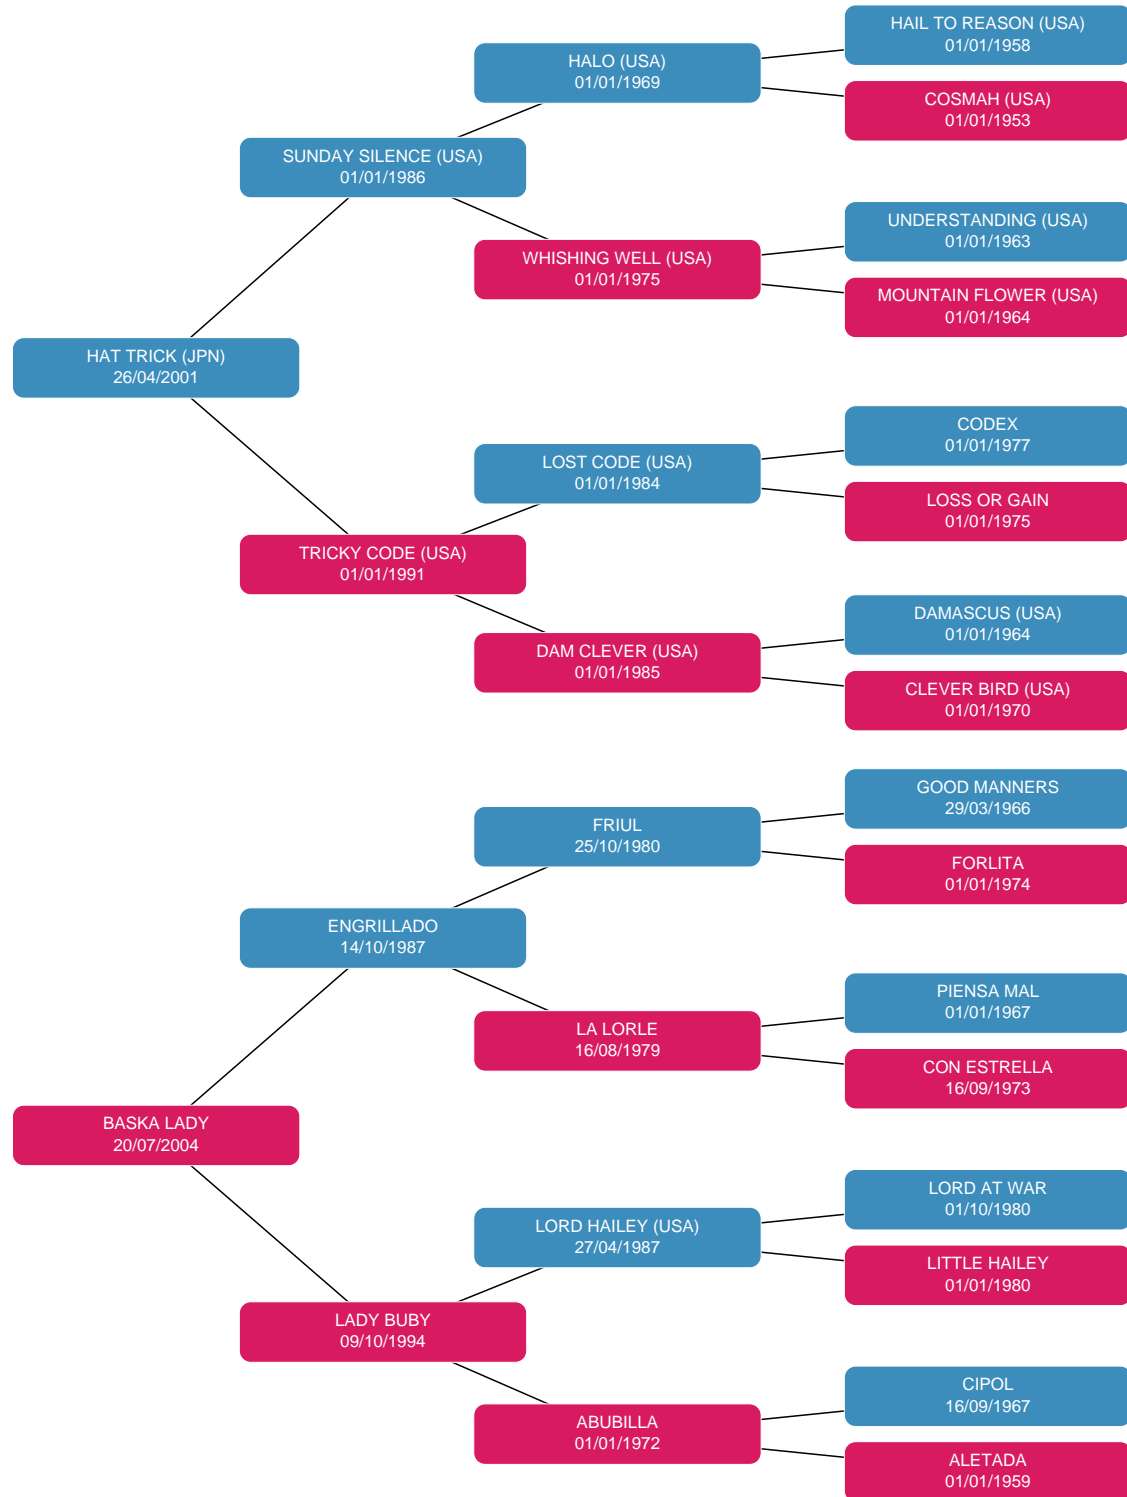 HAIL TO REASON (USA)
01/01/1958
HALO (USA)
01/01/1969
COSMAH (USA)
01/01/1953
SUNDAY SILENCE (USA)
01/01/1986
UNDERSTANDING (USA)
01/01/1963
WHISHING WELL (USA)
01/01/1975
MOUNTAIN FLOWER (USA)
01/01/1964
HAT TRICK (JPN)
26/04/2001
CODEX
01/01/1977
LOST CODE (USA)
01/01/1984
LOSS OR GAIN
01/01/1975
TRICKY CODE (USA)
01/01/1991
DAMASCUS (USA)
01/01/1964
DAM CLEVER (USA)
01/01/1985
CLEVER BIRD (USA)
01/01/1970
GOOD MANNERS
29/03/1966
FRIUL
25/10/1980
FORLITA
01/01/1974
ENGRILLADO
14/10/1987
PIENSA MAL
01/01/1967
LA LORLE
16/08/1979
CON ESTRELLA
16/09/1973
BASKA LADY
20/07/2004
LORD AT WAR
01/10/1980
LORD HAILEY (USA)
27/04/1987
LITTLE HAILEY
01/01/1980
LADY BUBY
09/10/1994
CIPOL
16/09/1967
ABUBILLA
01/01/1972
ALETADA
01/01/1959